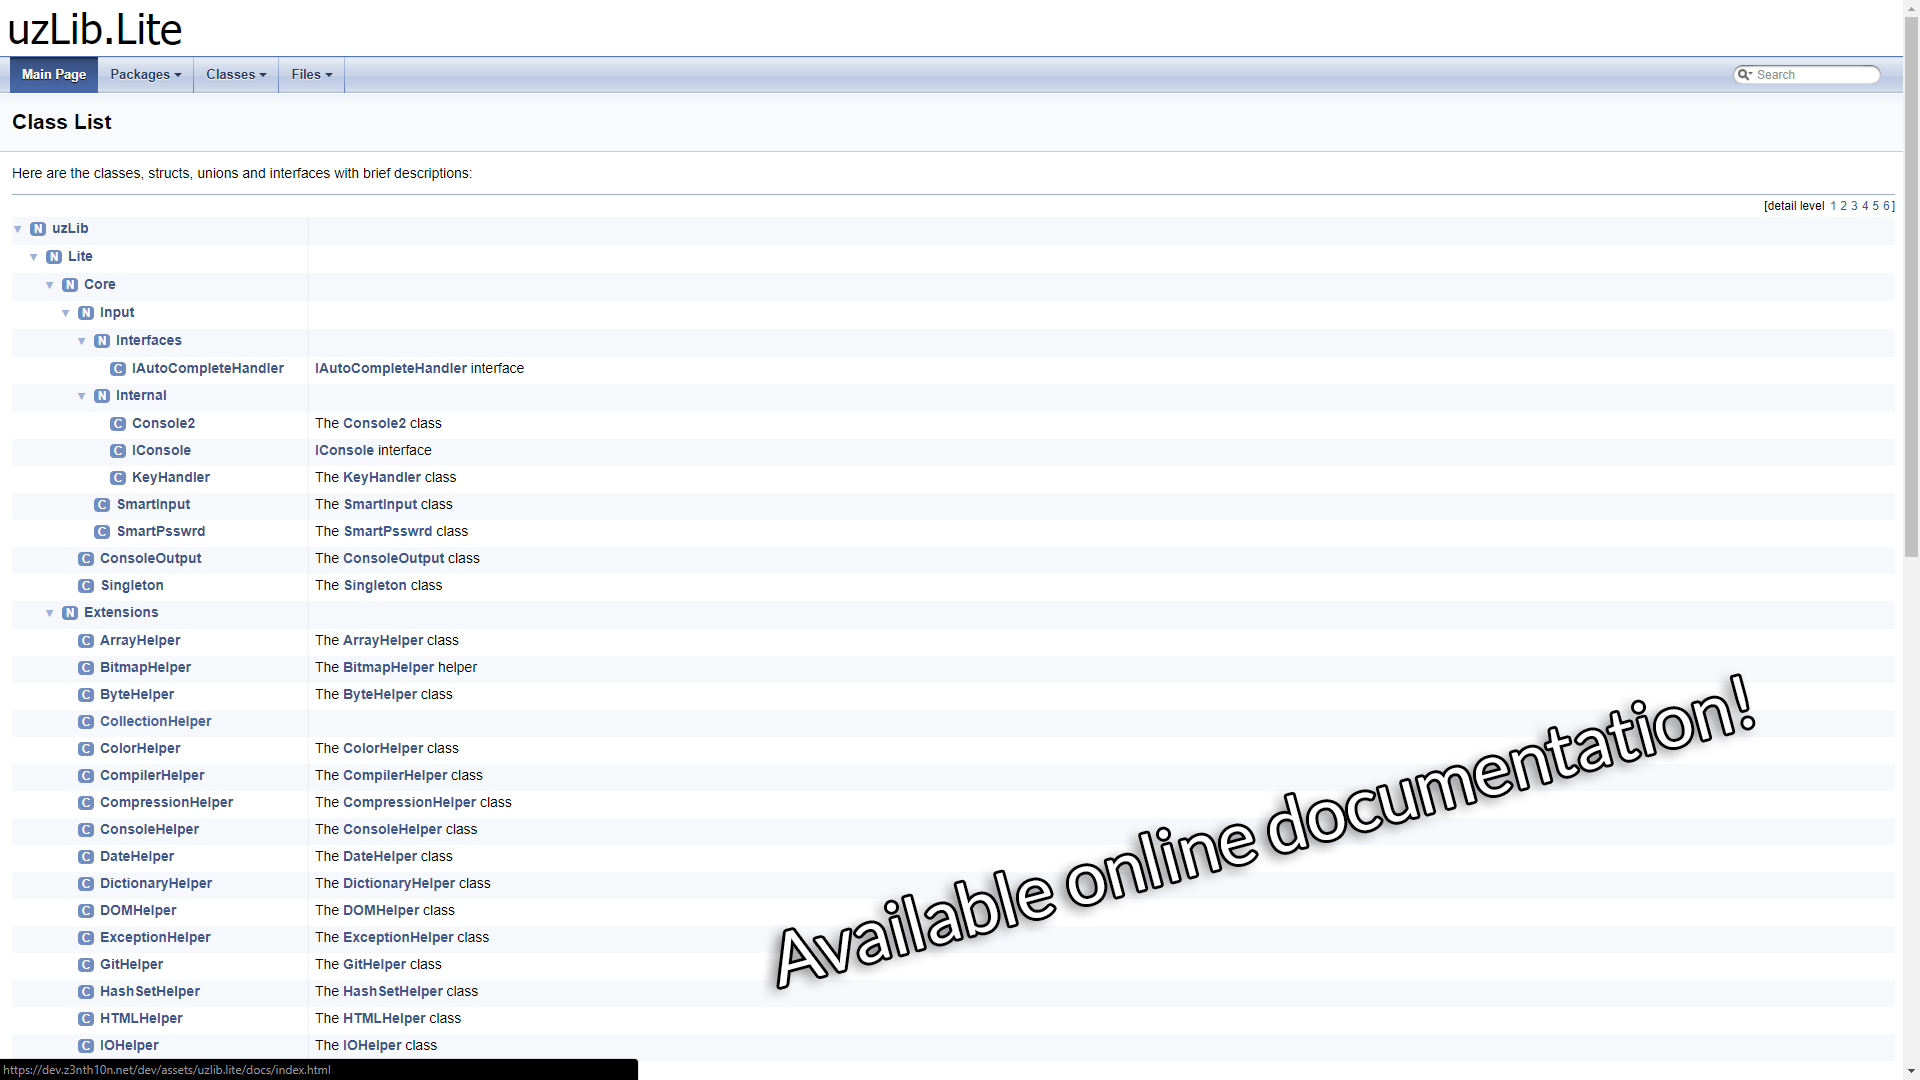 uzLib.Lite
Main Page Packages Classes Files Search
Class List
Here are the classes, structs, unions and interfaces with brief descriptions:
[detail level 1 2 3 4 5 6]
N uzLib
N Lite
N Core
N Input
N Interfaces
C IAutoCompleteHandler IAutoCompleteHandler interface
N Internal
C Console2 The Console2 class
C IConsole IConsole interface
C KeyHandler The KeyHandler class
C SmartInput The SmartInput class
C SmartPsswrd The SmartPsswrd class
C ConsoleOutput The ConsoleOutput class
C Singleton The Singleton class
N Extensions
C ArrayHelper The ArrayHelper class
C BitmapHelper The BitmapHelper helper
C ByteHelper The ByteHelper class
C CollectionHelper
C ColorHelper The ColorHelper class
C CompilerHelper The CompilerHelper class
C CompressionHelper The CompressionHelper class
C ConsoleHelper The ConsoleHelper class
C DateHelper The DateHelper class
C DictionaryHelper The DictionaryHelper class
C DOMHelper The DOMHelper class
C ExceptionHelper The ExceptionHelper class
C GitHelper The GitHelper class
C HashSetHelper The HashSetHelper class
C HTMLHelper The HTMLHelper class
C IOHelper The IOHelper class
Available online documentation!
https://dev.z3nth10n.net/dev/assets/uzlib.lite/docs/index.html